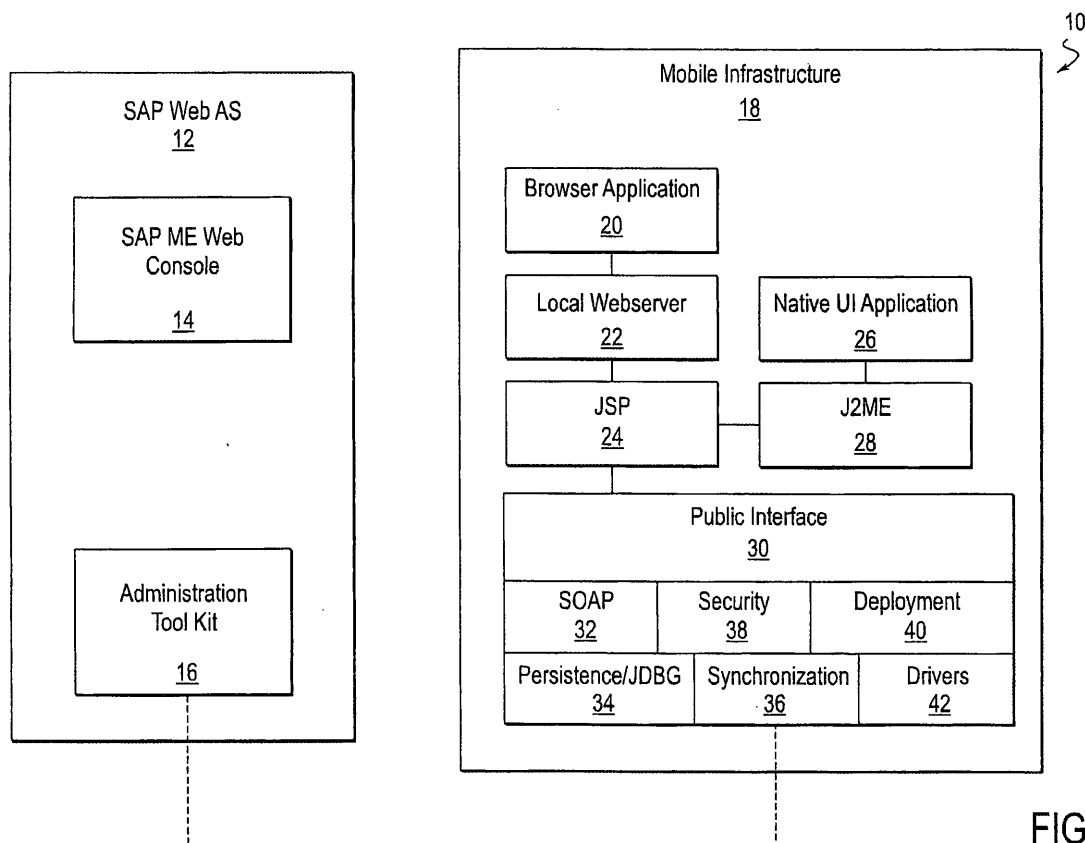 10
SAP Web AS
12
SAP ME Web
Console
14
Administration
Tool Kit
16
Mobile Infrastructure
18
Browser Application
20
Local Webserver
22
Native UI Application
26
JSP
24
J2ME
28
Public Interface
30
SOAP
32
Security
38
Deployment
40
Persistence/JDBG
34
Synchronization
36
Drivers
42
FIG